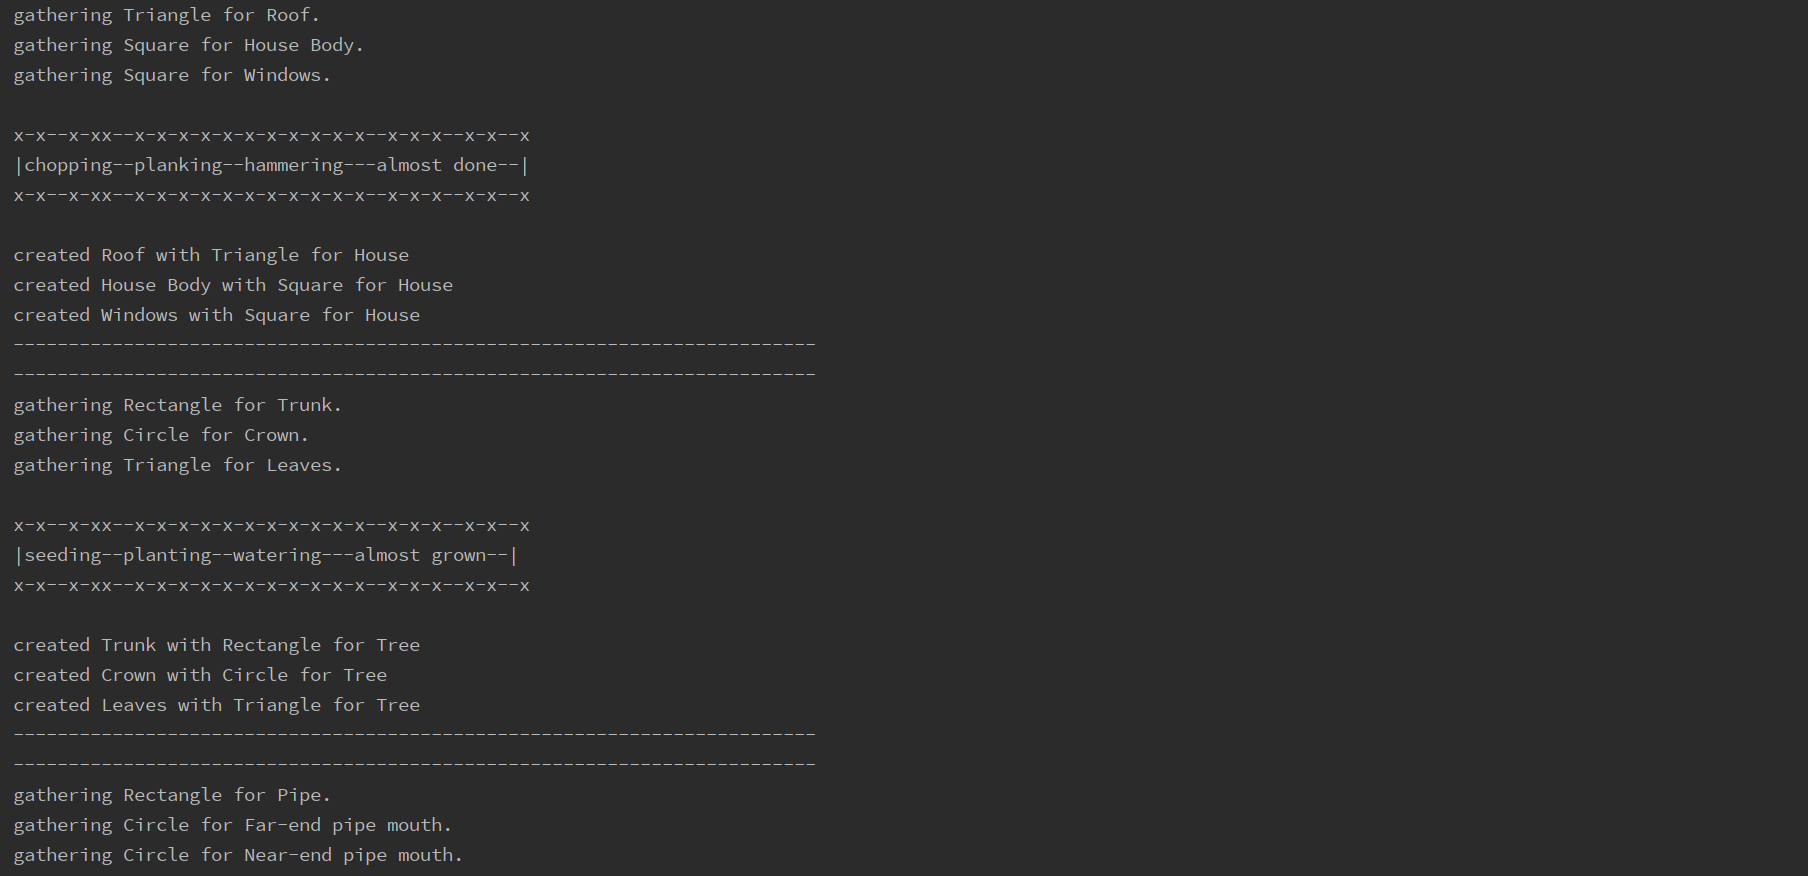 gathering Triangle for Roof.
gathering Square for House Body.
gathering Square for Windows.
x-x--x-xx--x-x-x-x-x-x-x-x-x-x-x--x-x-x--x-x--x
|chopping--planking--hammering---almost done--|
x-x--x-xx--x-x-x-x-x-x-x-x-x-x-x--x-x-x--x-x--x
created Roof with Triangle for House
created House Body with Square for House
created Windows with Square for House
-------------------------------------------------------------------------
-------------------------------------------------------------------------
gathering Rectangle for Trunk.
gathering Circle for Crown.
gathering Triangle for Leaves.
x-x--x-xx--x-x-x-x-x-x-x-x-x-x-x--x-x-x--x-x--x
|seeding--planting--watering---almost grown--|
x-x--x-xx--x-x-x-x-x-x-x-x-x-x-x--x-x-x--x-x--x
created Trunk with Rectangle for Tree
created Crown with Circle for Tree
created Leaves with Triangle for Tree
-------------------------------------------------------------------------
-------------------------------------------------------------------------
gathering Rectangle for Pipe.
gathering Circle for Far-end pipe mouth.
gathering Circle for Near-end pipe mouth.